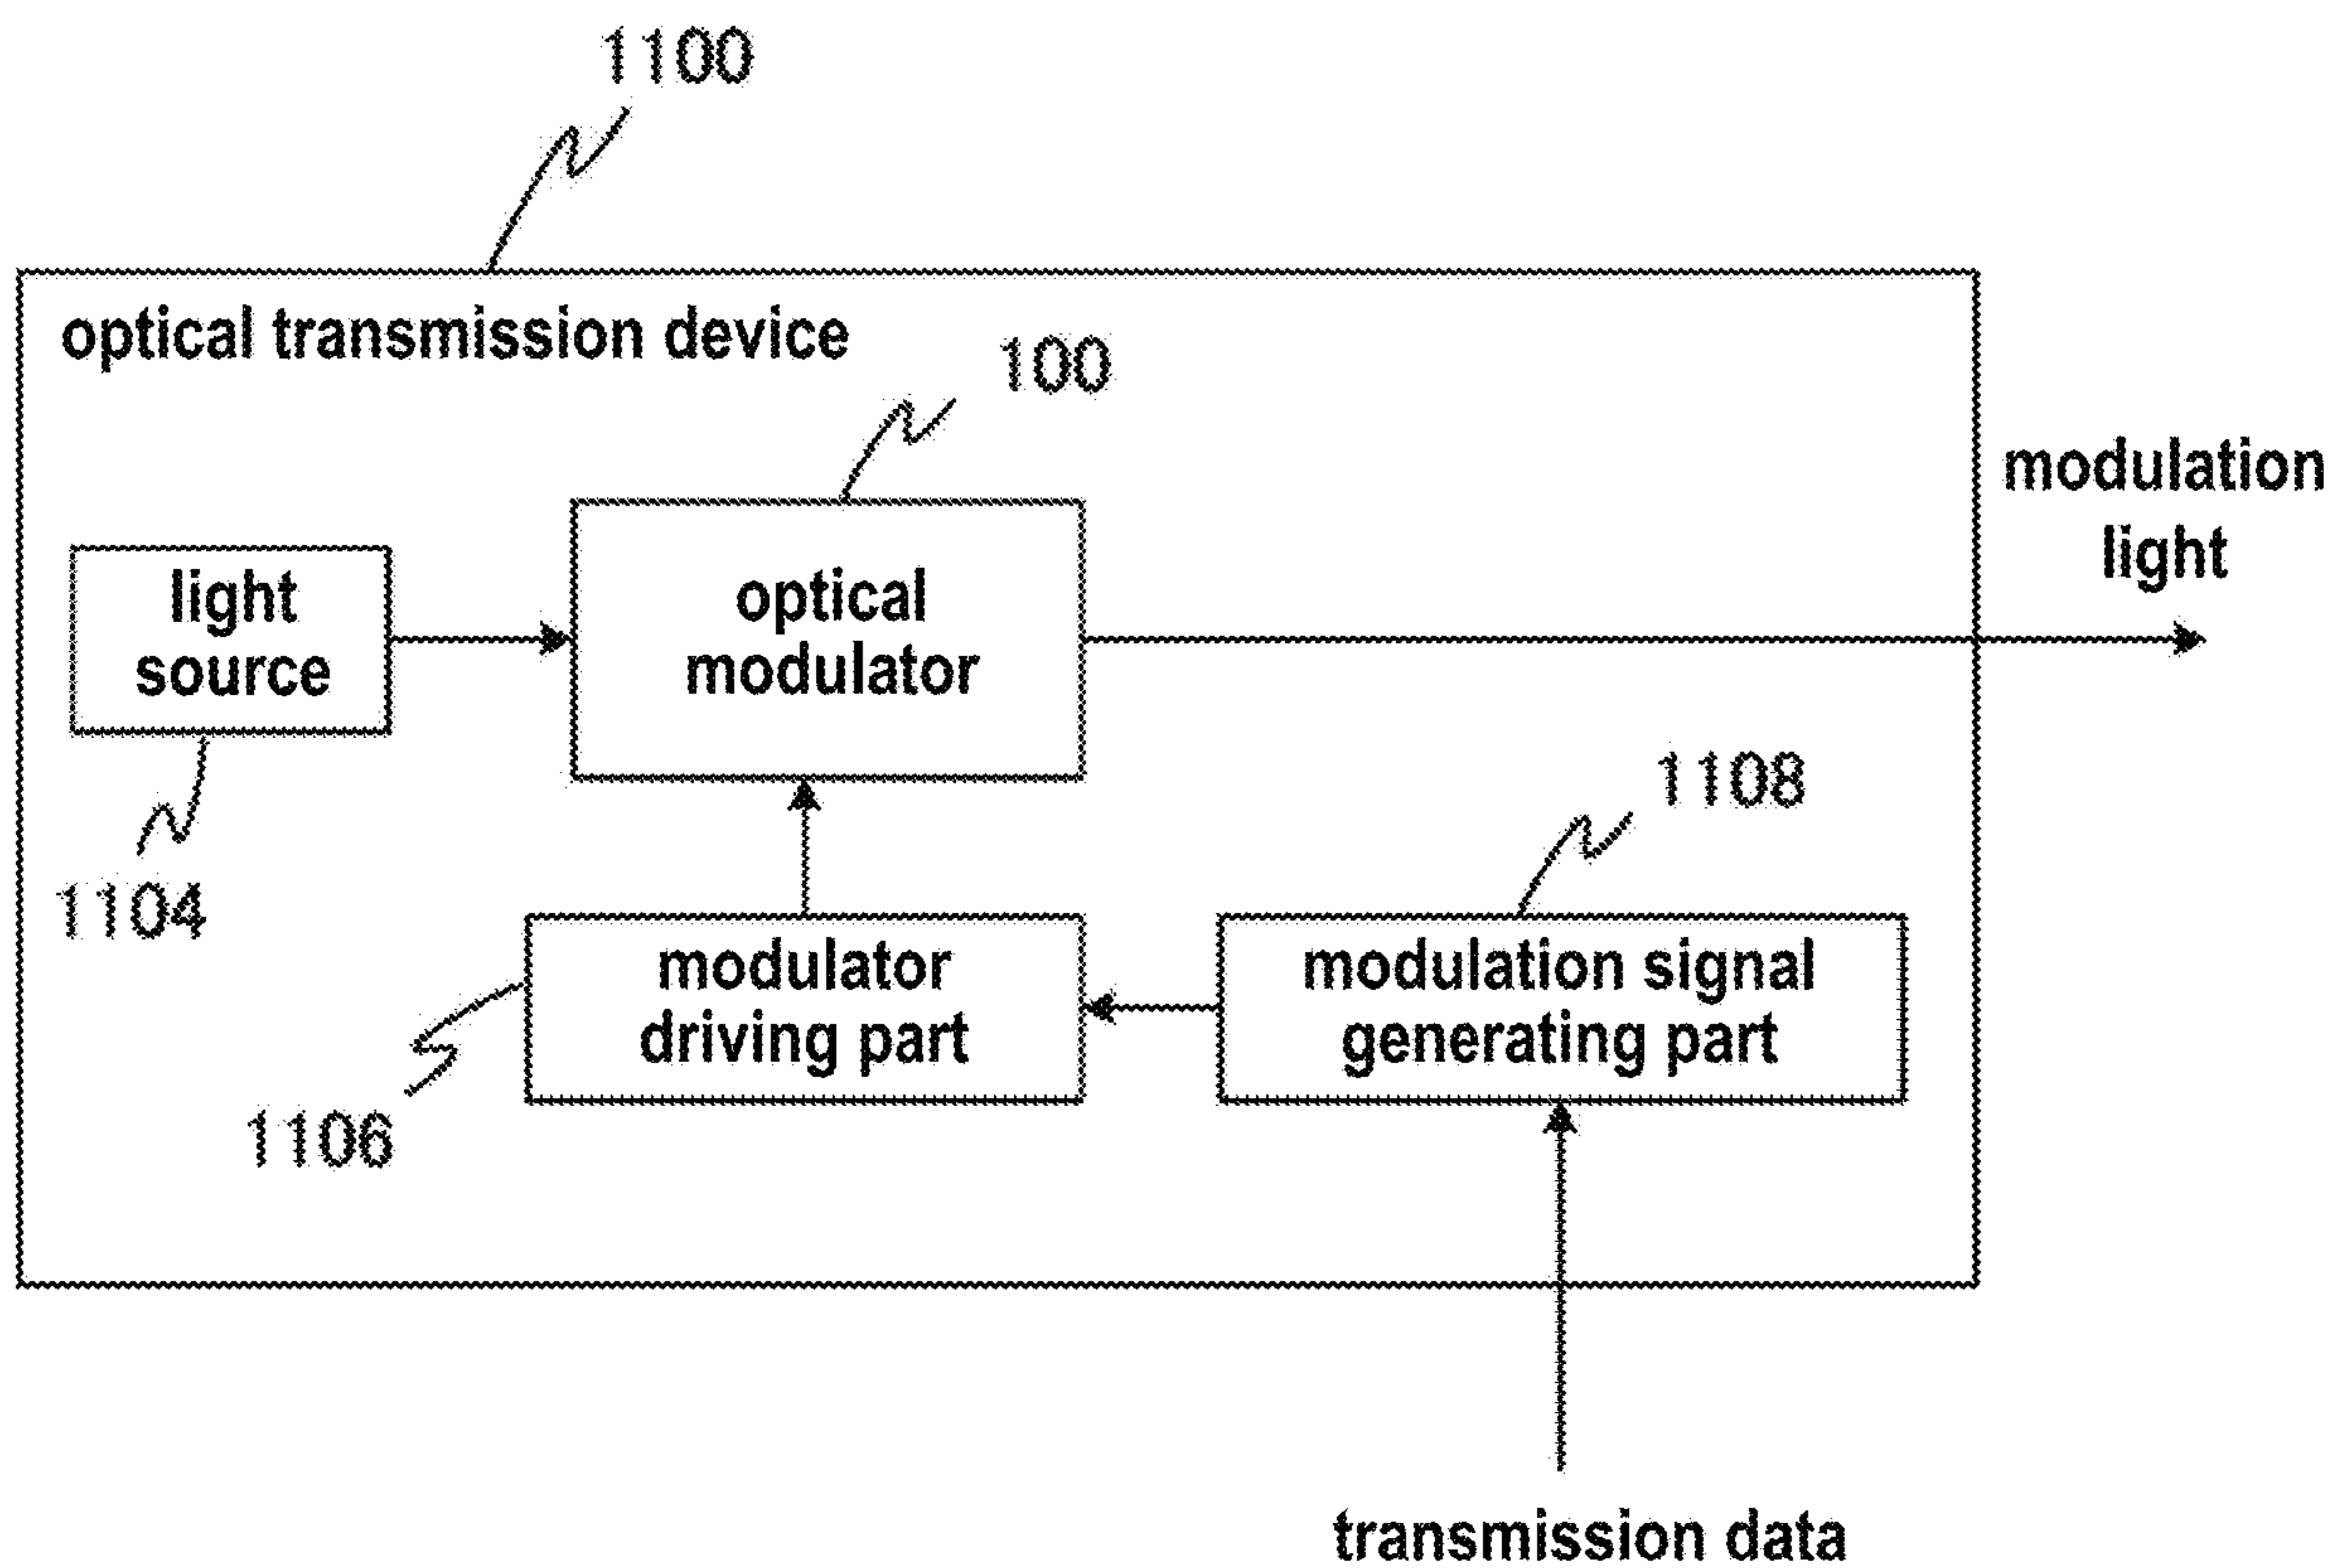 1100
optical transmission device
100
modulation
light
light
source
optical
modulator
1108
1104
modulator
driving part
modulation signal
generating part
1106
transmission data